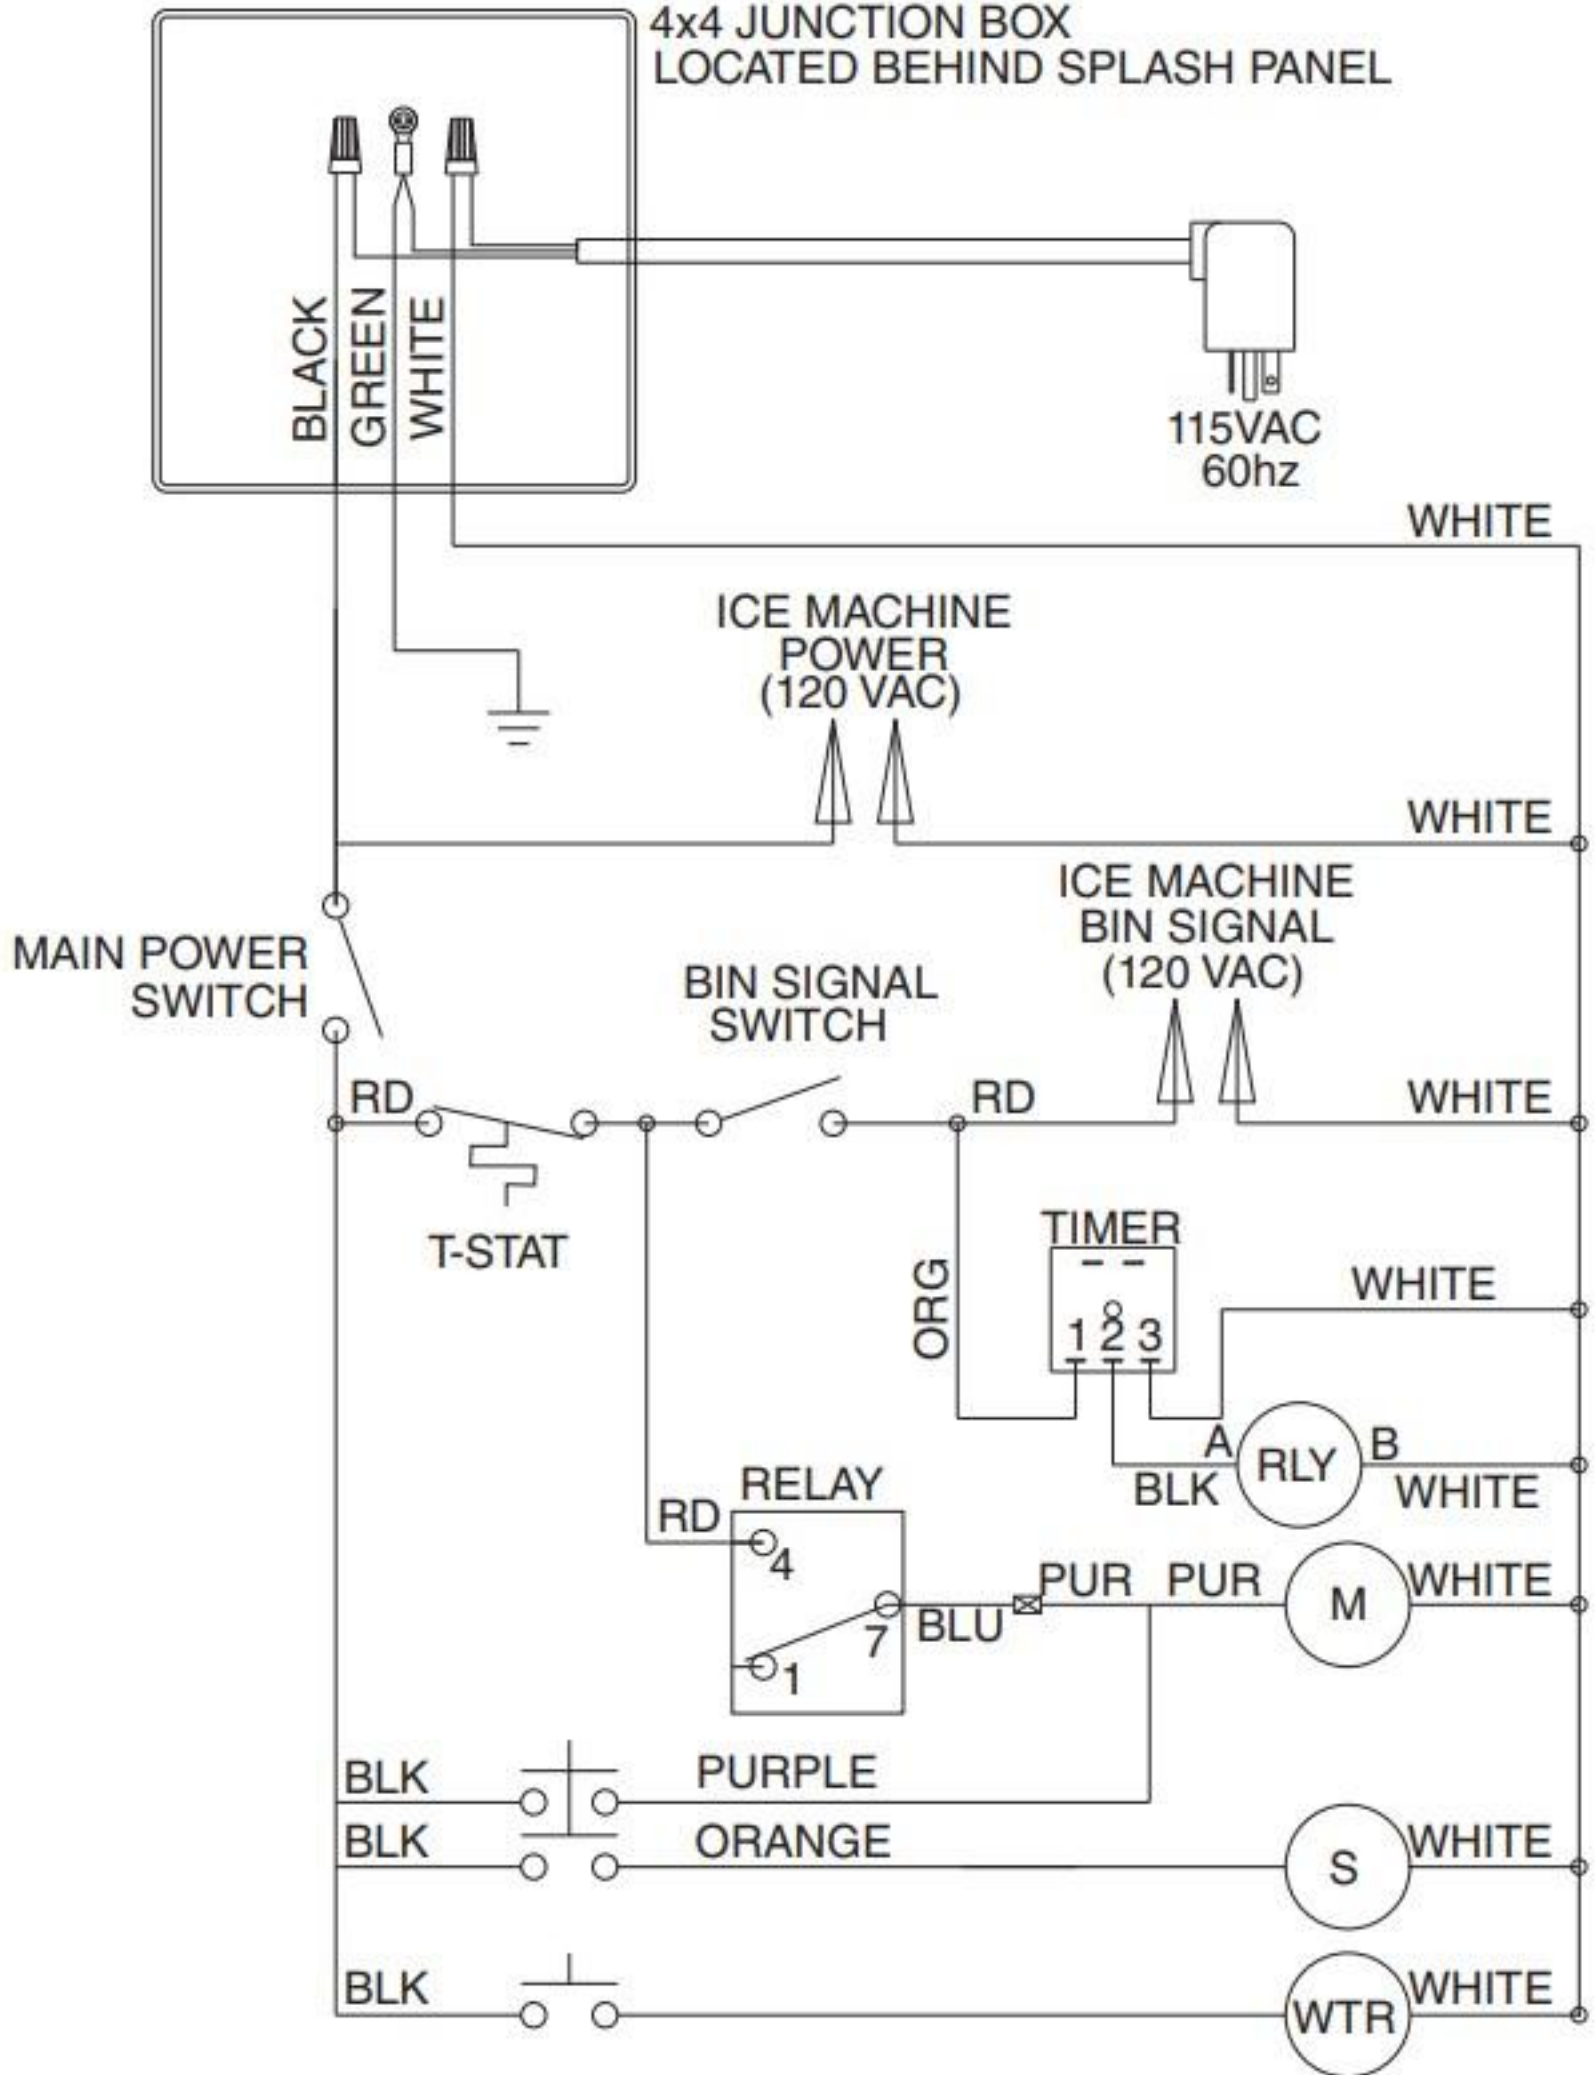 4x4 JUNCTION BOX
LOCATED BEHIND SPLASH PANEL
BLACK
GREEN
WHITE
115VAC
60hz
WHITE
ICE MACHINE
POWER
(120 VAC)
WHITE
ICE MACHINE
BIN SIGNAL
(120 VAC)
MAIN POWER
SWITCH
BIN SIGNAL
SWITCH
RD
RD
WHITE
T-STAT
TIMER
ORG
WHITE
1 2 3
A
RLY
B
BLK
WHITE
RELAY
RD
4
PUR
PUR
M
WHITE
BLU
7
1
BLK
PURPLE
BLK
ORANGE
S
WHITE
BLK
WTR
WHITE